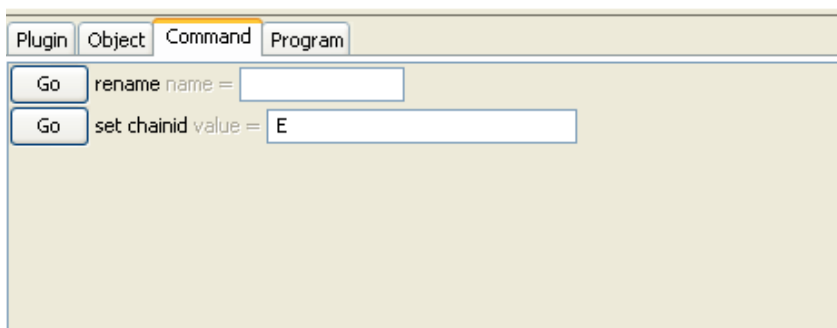 Plugin Object Command Program
Go rename name =
Go set chainid value = E